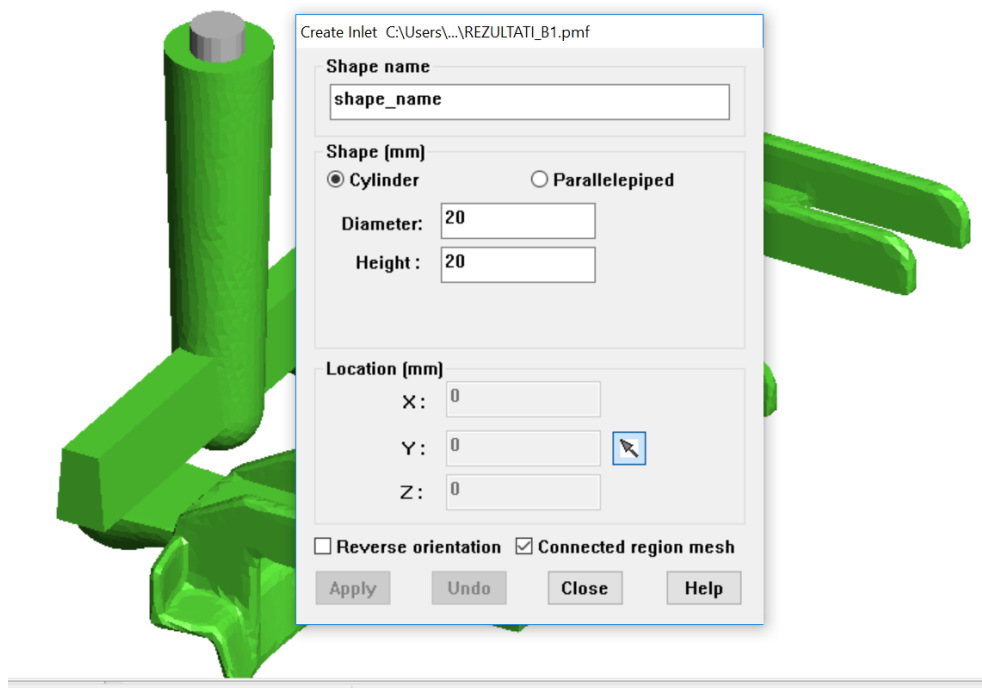 Create Inlet C:\Users\...\REZULTATI_B1.pmf
Shape name
shape_name
Shape (mm)
Cylinder Parallelepiped
Diameter: 20
Height : 20
Location (mm)
X: 0
Y: 0
Z: 0
Reverse orientation Connected region mesh
Apply Undo Close Help